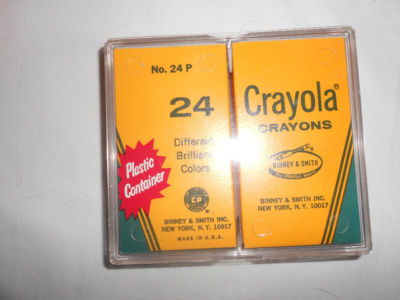 No. 24 P
24
Different
Brilliant
Colors
Plastic
Container
CP
BINNEY & SMITH INC.
NEW YORK, N.Y. 10017
MADE IN U.S.A.
Crayola®
CRAYONS
BINNEY & SMITH
BINNEY & SMITH INC.
NEW YORK, N.Y. 10017